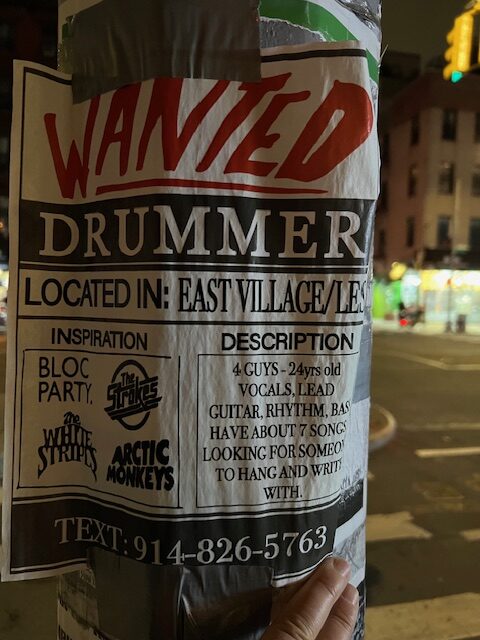 WANTED
DRUMMER
LOCATED IN: EAST VILLAGE/LES
INSPIRATION
BLOC
PARTY.
The
Strokes
The
WHITE
STRIPES
ARCTIC
MONKEYS
DESCRIPTION
4 GUYS - 24yrs old
VOCALS, LEAD
GUITAR, RHYTHM, BAS
HAVE ABOUT 7 SONGS
LOOKING FOR SOMEO
TO HANG AND WRIT
WITH.
TEXT: 914-826-5763